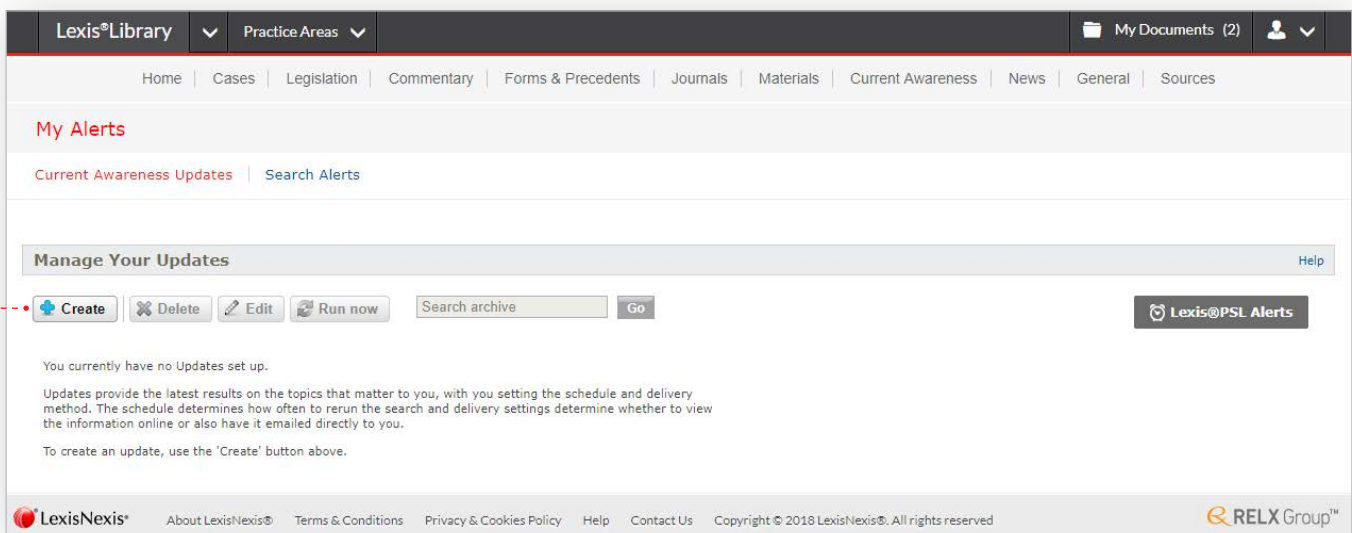 Lexis®Library Practice Areas My Documents (2)
Home Cases Legislation Commentary Forms & Precedents Journals Materials Current Awareness News General Sources
My Alerts
Current Awareness Updates Search Alerts
Manage Your Updates Help
Create Delete Edit Run now Search archive Go Lexis®PSL Alerts
You currently have no Updates set up.
Updates provide the latest results on the topics that matter to you, with you setting the schedule and delivery
method. The schedule determines how often to rerun the search and delivery settings determine whether to view
the information online or also have it emailed directly to you.
To create an update, use the 'Create' button above.
LexisNexis® About LexisNexis® Terms & Conditions Privacy & Cookies Policy Help Contact Us Copyright © 2018 LexisNexis®. All rights reserved RELX Group™